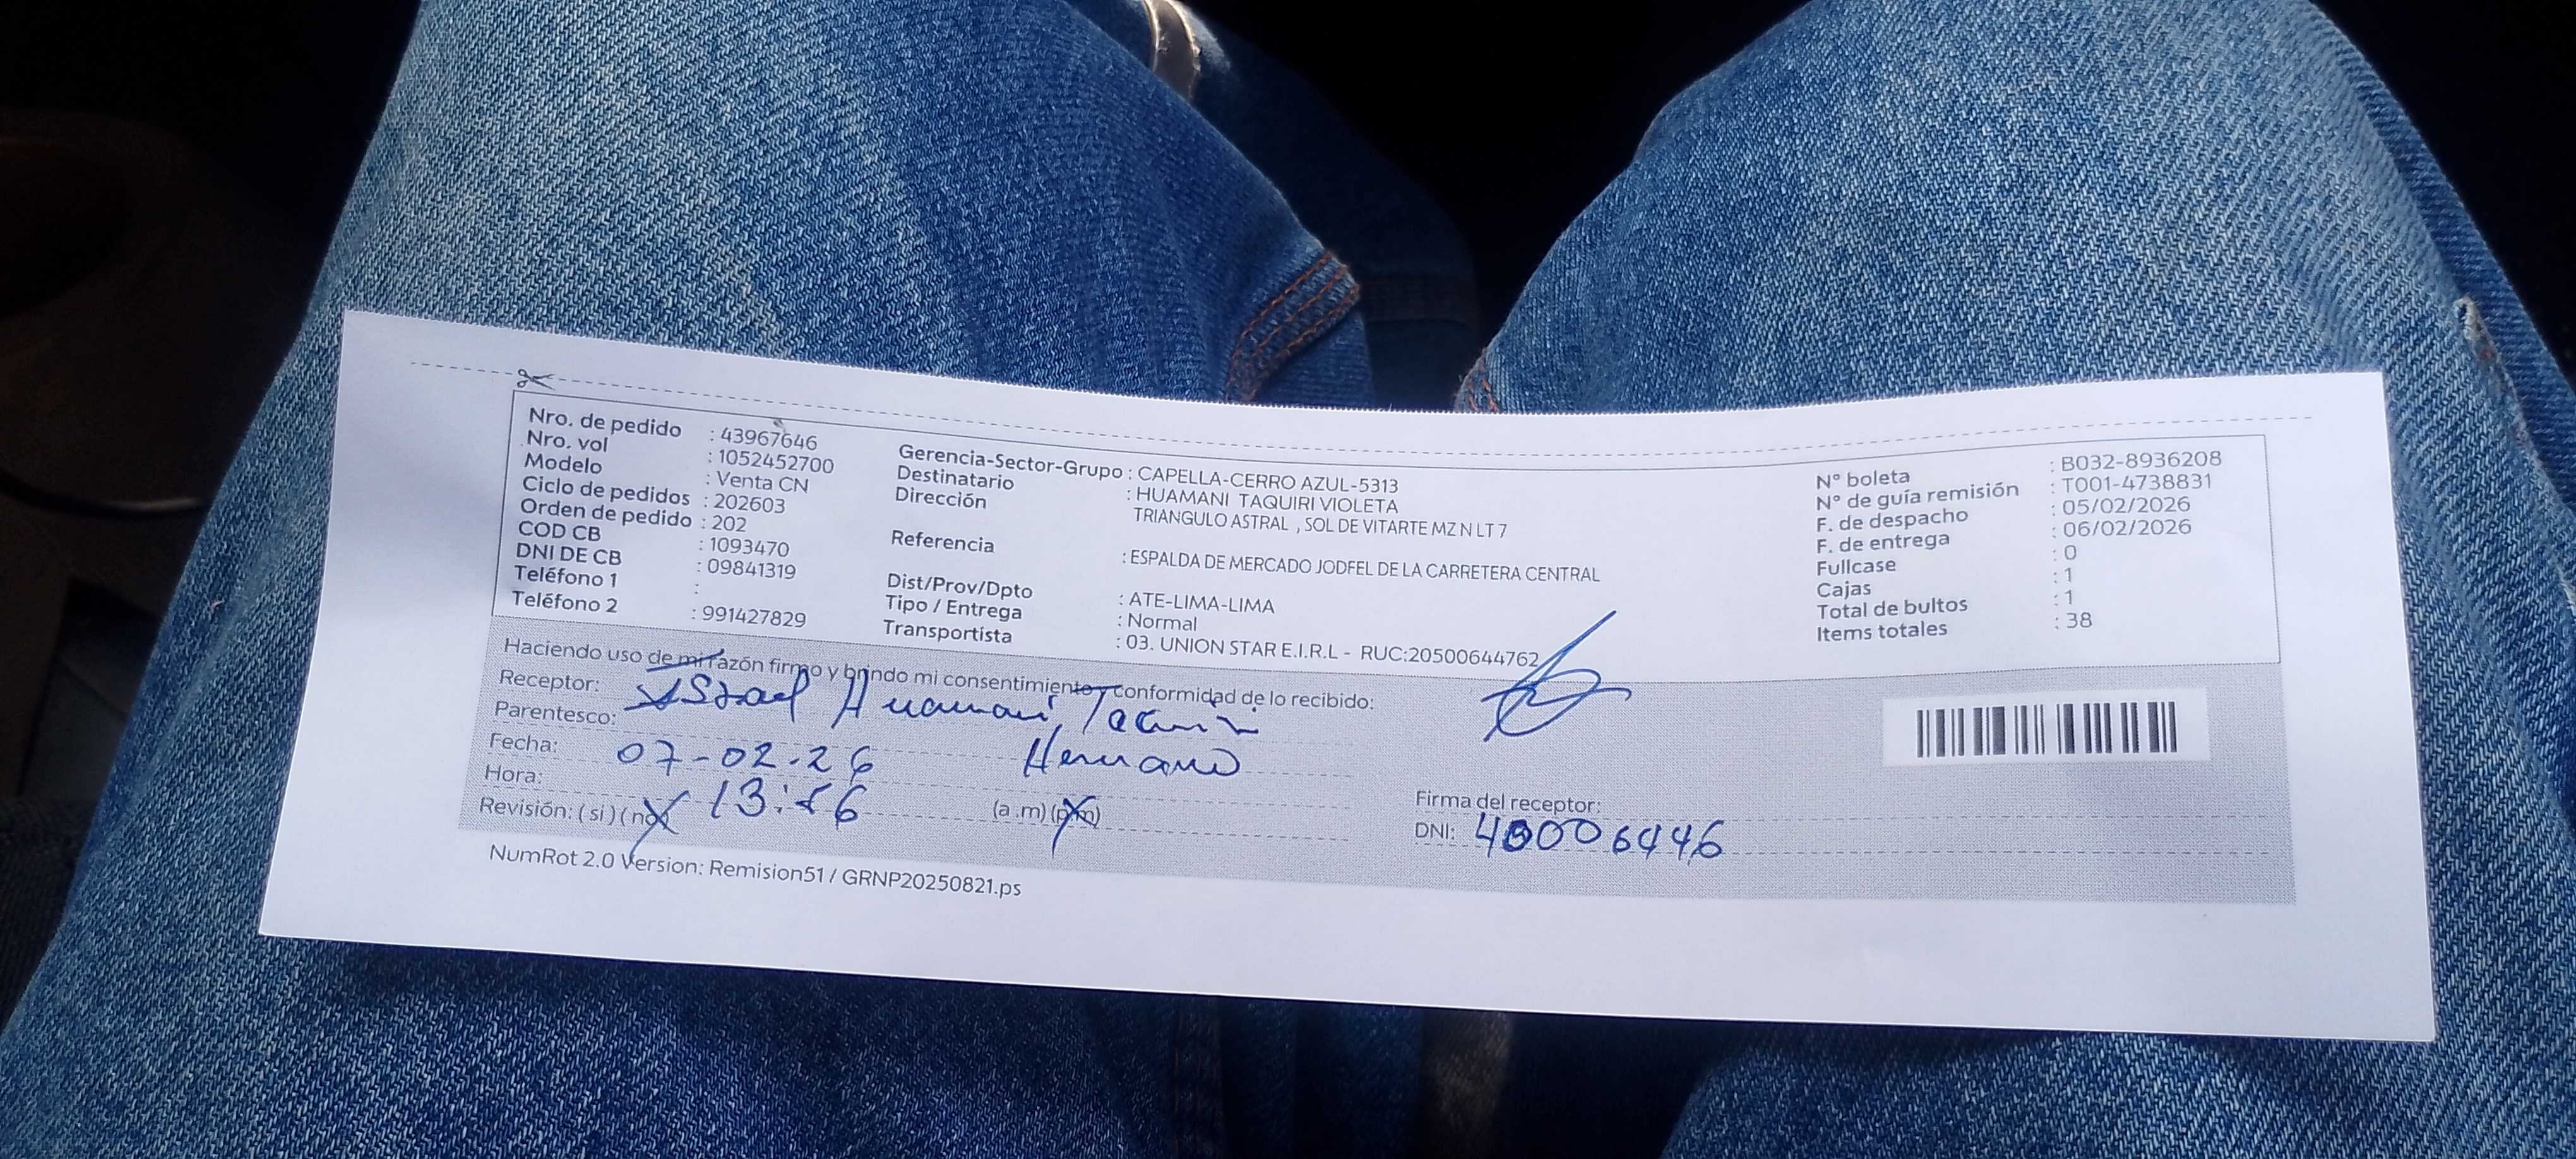 Nro. de pedido : 43967646
Nro. vol : 1052452700
Modelo : Venta CN
Ciclo de pedidos : 202603
Orden de pedido : 202
COD CB : 1093470
DNI DE CB : 09841319
Teléfono 1 :
Teléfono 2 : 991427829
Gerencia-Sector-Grupo : CAPELLA-CERRO AZUL-5313
Destinatario : HUAMANI TAQUIRI VIOLETA
Dirección TRIANGULO ASTRAL , SOL DE VITARTE MZ N LT 7
Referencia : ESPALDA DE MERCADO JODFEL DE LA CARRETERA CENTRAL
Dist/Prov/Dpto : ATE-LIMA-LIMA
Tipo / Entrega : Normal
Transportista : 03. UNION STAR E.I.R.L - RUC:20500644762
N° boleta : B032-8936208
N° de guía remisión : T001-4738831
F. de despacho : 05/02/2026
F. de entrega : 06/02/2026
Fullcase : 0
Cajas : 1
Total de bultos : 1
Items totales : 38
Haciendo uso de mi razón firmo y brindo mi consentimiento y conformidad de lo recibido:
Receptor: Huamani
Parentesco: Hermano
Fecha: 07-02-26
Hora: (a.m) (p.m)
Revisión: ( si ) ( no )
Firma del receptor:
DNI:
NumRot 2.0 Version: Remision51 / GRNP20250821.ps